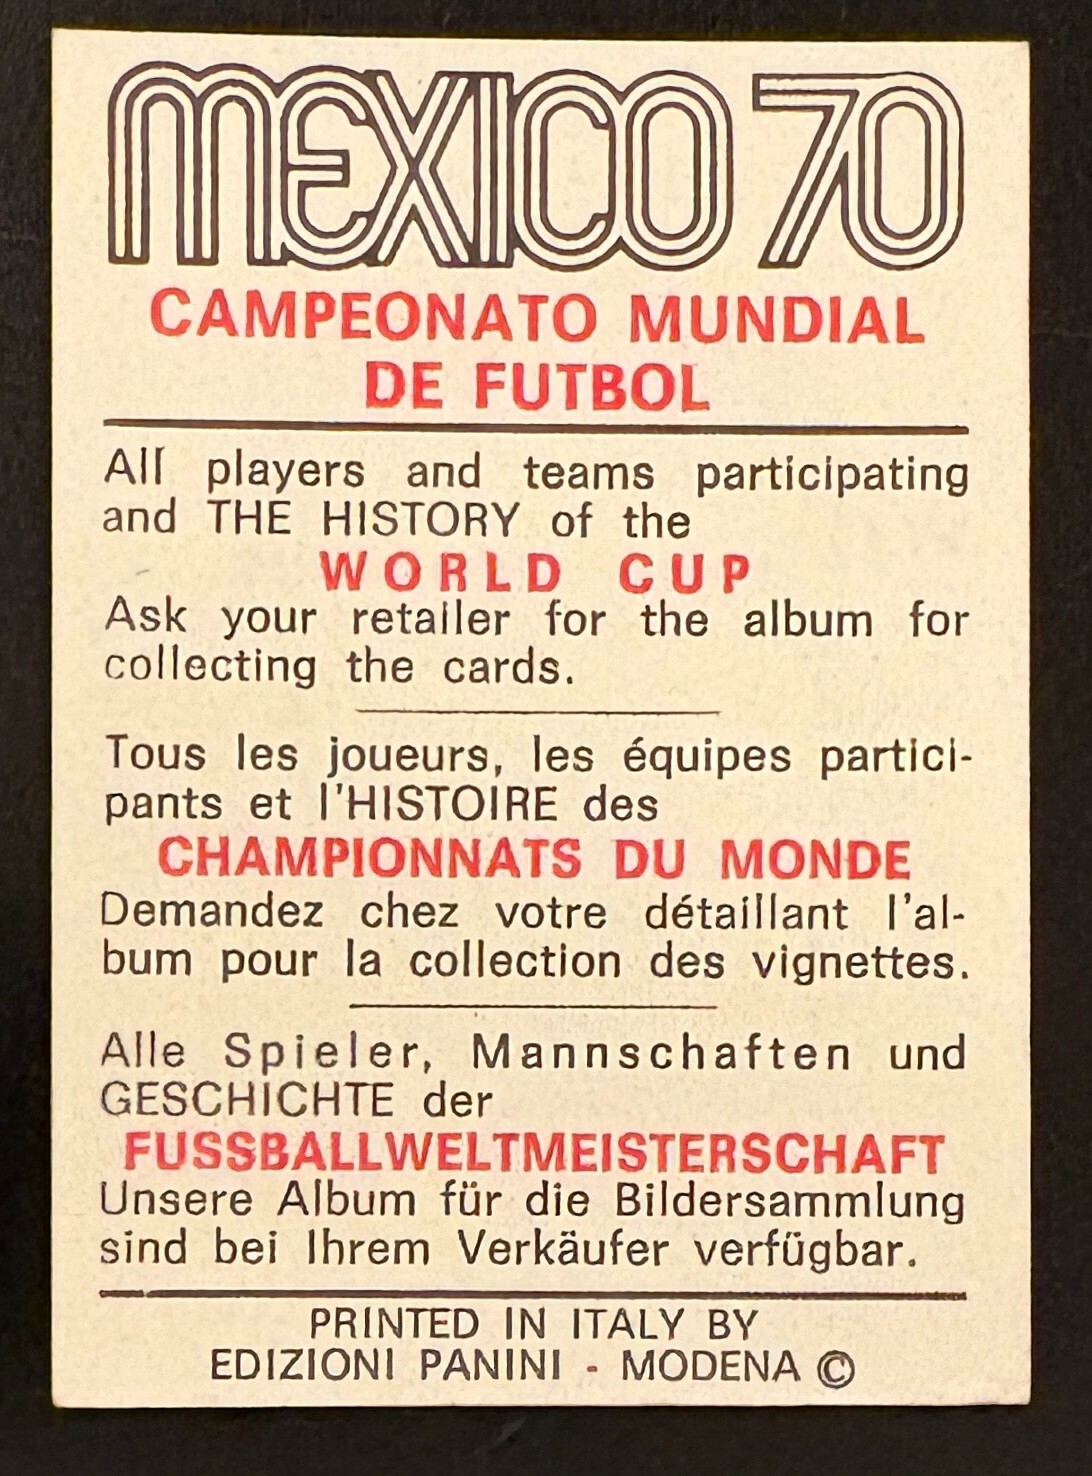 MEXICO 70
CAMPEONATO MUNDIAL
DE FUTBOL
All players and teams participating
and THE HISTORY of the
WORLD CUP
Ask your retailer for the album for
collecting the cards.
Tous les joueurs, les équipes partici-
pants et l'HISTOIRE des
CHAMPIONNATS DU MONDE
Demandez chez votre détaillant l'al-
bum pour la collection des vignettes.
Alle Spieler, Mannschaften und
GESCHICHTE der
FUSSBALLWELTMEISTERSCHAFT
Unsere Album für die Bildersammlung
sind bei Ihrem Verkäufer verfügbar.
PRINTED IN ITALY BY
EDIZIONI PANINI - MODENA ©